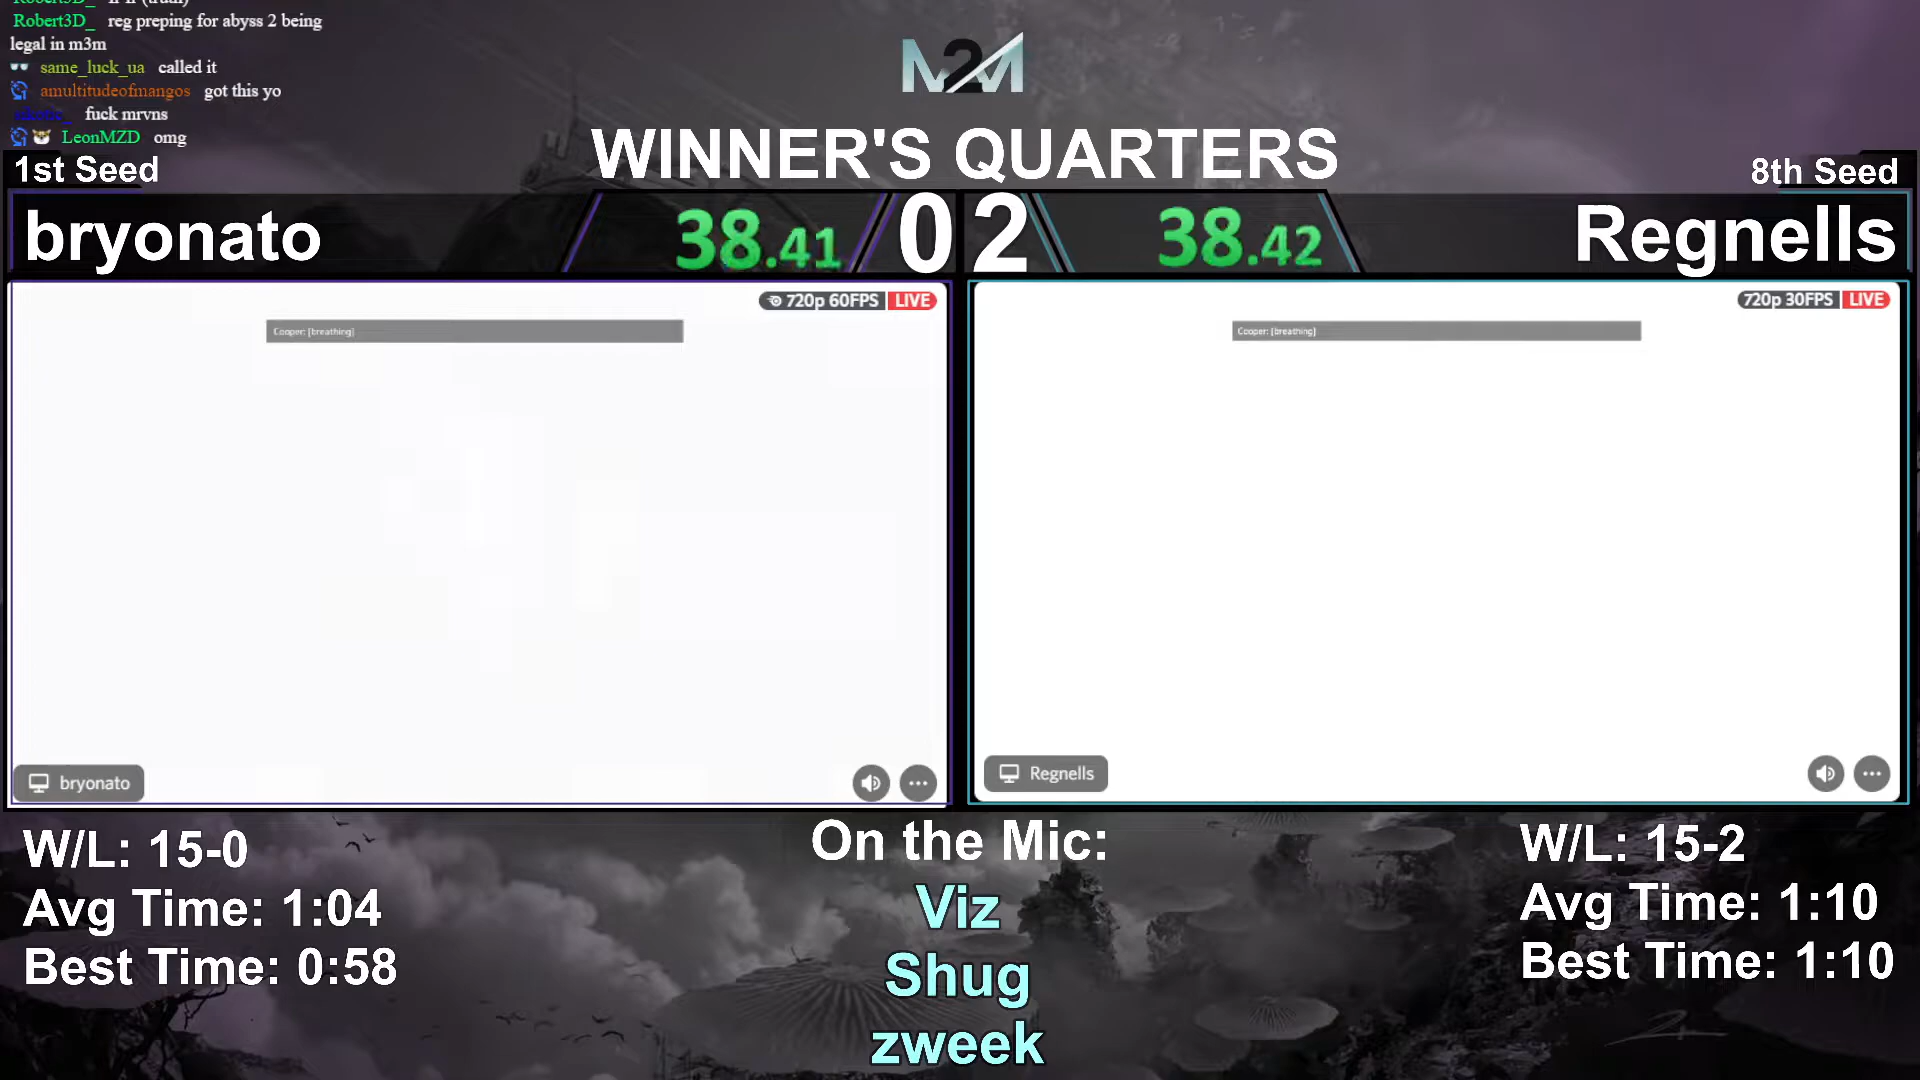 Robert3D_ reg preping for abyss 2 being
legal in m3m
same_luck_ua called it
amultitudeofmangos got this yo
fuck mrvns
LeonMZD omg
M2M
WINNER'S QUARTERS
1st Seed
8th Seed
bryonato
38.41
0
2
38.42
Regnells
720p 60FPS
LIVE
720p 30FPS
LIVE
Cooper: [breathing]
Cooper: [breathing]
bryonato
Regnells
W/L: 15-0
Avg Time: 1:04
Best Time: 0:58
On the Mic:
Viz
Shug
zweek
W/L: 15-2
Avg Time: 1:10
Best Time: 1:10